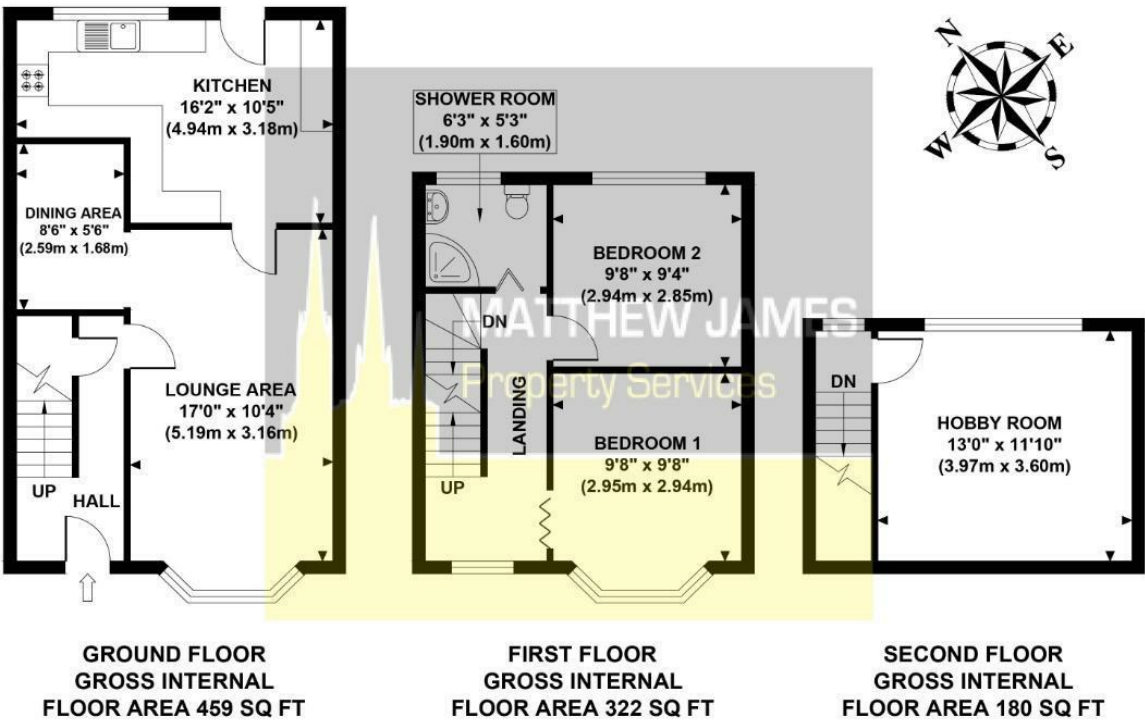 KITCHEN
16'2" x 10'5"
(4.94m x 3.18m)
DINING AREA
8'6" x 5'6"
(2.59m x 1.68m)
LOUNGE AREA
17'0" x 10'4"
(5.19m x 3.16m)
UP
HALL
SHOWER ROOM
6'3" x 5'3"
(1.90m x 1.60m)
BEDROOM 2
9'8" x 9'4"
(2.94m x 2.85m)
DN
MATTHEW JAMES
Property Services
LANDING
BEDROOM 1
9'8" x 9'8"
(2.95m x 2.94m)
UP
N
E
W
S
DN
HOBBY ROOM
13'0" x 11'10"
(3.97m x 3.60m)
GROUND FLOOR
GROSS INTERNAL
FLOOR AREA 459 SQ FT
FIRST FLOOR
GROSS INTERNAL
FLOOR AREA 322 SQ FT
SECOND FLOOR
GROSS INTERNAL
FLOOR AREA 180 SQ FT